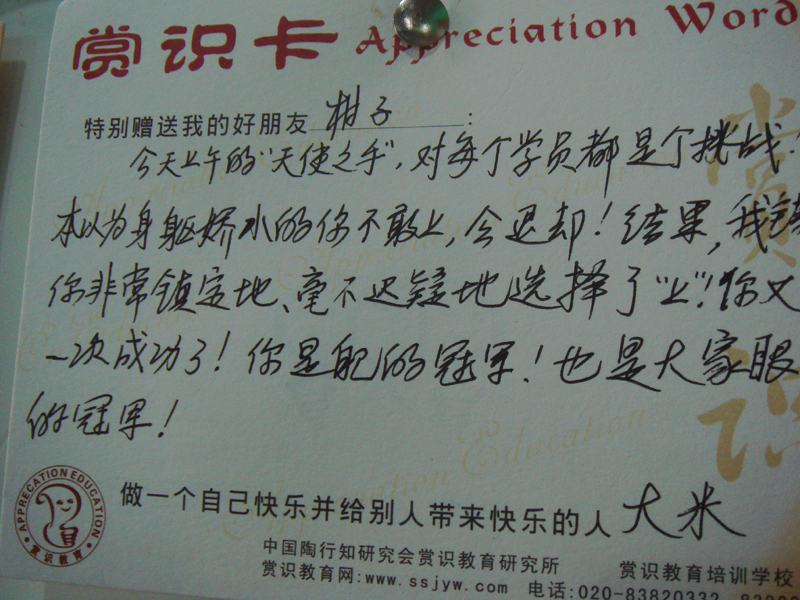 赏识卡 Appreciation Word
特别赠送我的好朋友 柑子 :
今天上午的“天使之手”,对每个学员都是个挑战!
本以为身躯娇小的你不敢上,会退却!结果,我错
你非常镇定地、毫不迟疑地选择了“上”!你又
一次成功了!你是我的冠军!也是大家眼
的冠军!
做一个自己快乐并给别人带来快乐的人 大米
APPRECATION EDUCATION
赏识教育
中国陶行知研究会赏识教育研究所 赏识教育培训学校
赏识教育网:www.ssjyw.com 电话:020-83820332